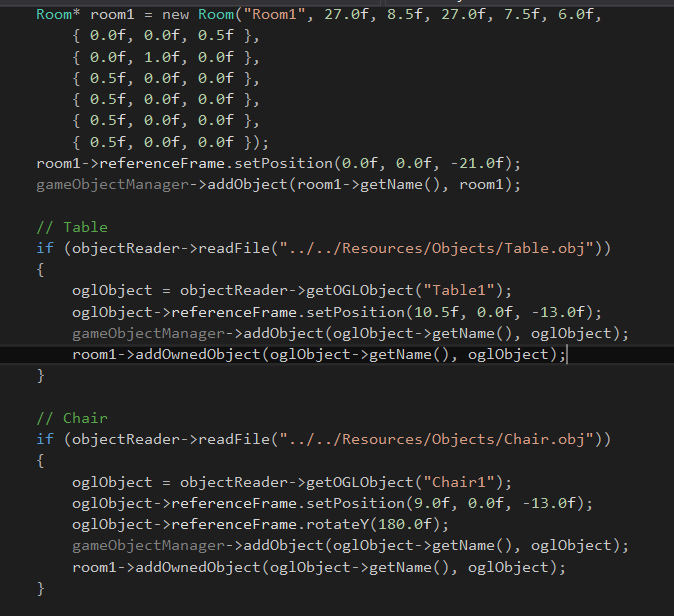 Room* room1 = new Room("Room1", 27.0f, 8.5f, 27.0f, 7.5f, 6.0f,
    { 0.0f, 0.0f, 0.5f },
    { 0.0f, 1.0f, 0.0f },
    { 0.5f, 0.0f, 0.0f },
    { 0.5f, 0.0f, 0.0f },
    { 0.5f, 0.0f, 0.0f },
    { 0.5f, 0.0f, 0.0f });
room1->referenceFrame.setPosition(0.0f, 0.0f, -21.0f);
gameObjectManager->addObject(room1->getName(), room1);

// Table
if (objectReader->readFile("../../Resources/Objects/Table.obj"))
{
    oglObject = objectReader->getOGLObject("Table1");
    oglObject->referenceFrame.setPosition(10.5f, 0.0f, -13.0f);
    gameObjectManager->addObject(oglObject->getName(), oglObject);
    room1->addOwnedObject(oglObject->getName(), oglObject);
}

// Chair
if (objectReader->readFile("../../Resources/Objects/Chair.obj"))
{
    oglObject = objectReader->getOGLObject("Chair1");
    oglObject->referenceFrame.setPosition(9.0f, 0.0f, -13.0f);
    oglObject->referenceFrame.rotateY(180.0f);
    gameObjectManager->addObject(oglObject->getName(), oglObject);
    room1->addOwnedObject(oglObject->getName(), oglObject);
}